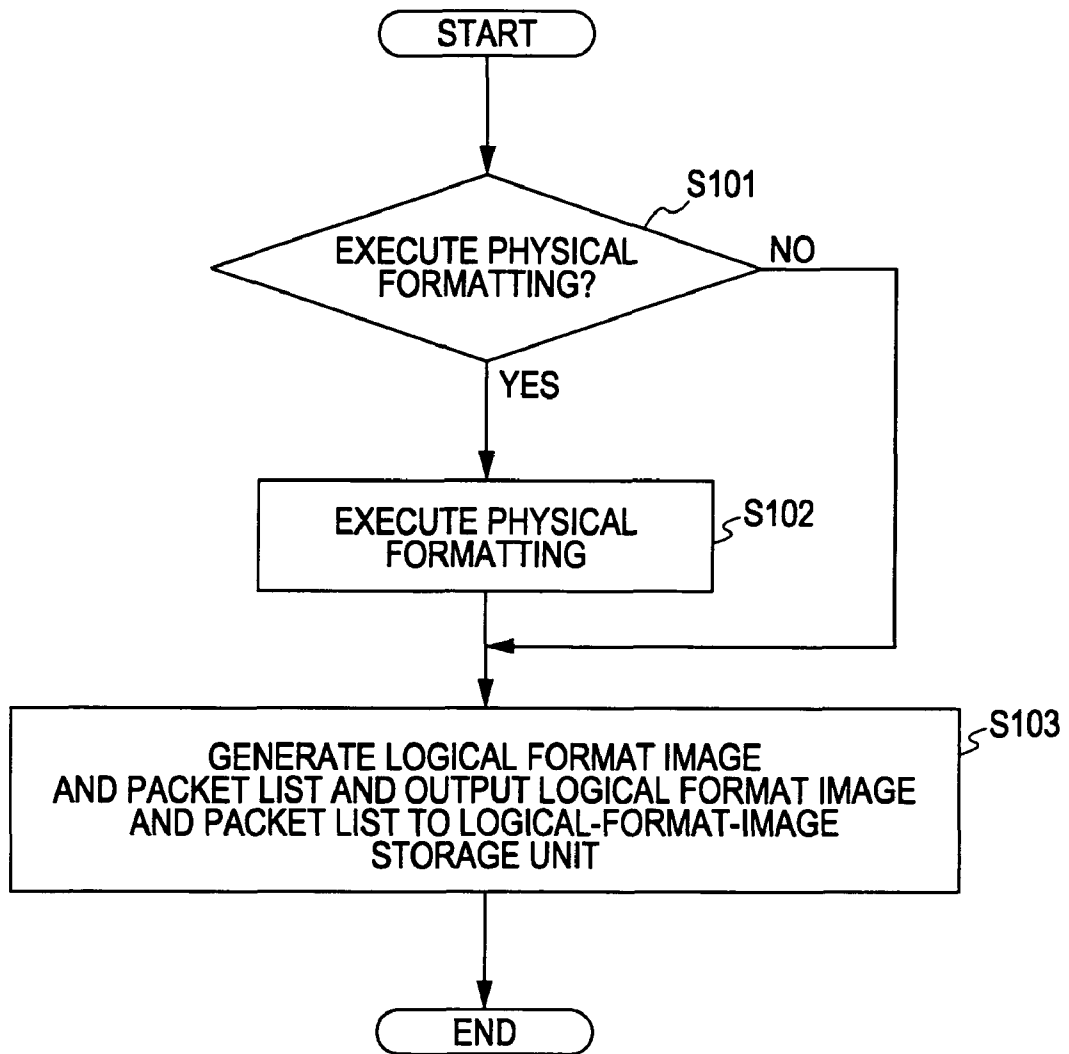 START
S101
EXECUTE PHYSICAL
FORMATTING?
NO
YES
EXECUTE PHYSICAL
FORMATTING
S102
S103
GENERATE LOGICAL FORMAT IMAGE
AND PACKET LIST AND OUTPUT LOGICAL FORMAT IMAGE
AND PACKET LIST TO LOGICAL-FORMAT-IMAGE
STORAGE UNIT
END